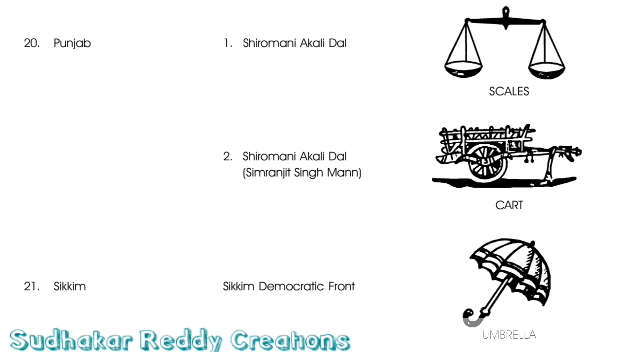 20. Punjab 1. Shiromani Akali Dal
SCALES
2. Shiromani Akali Dal
(Simranjit Singh Mann)
CART
21. Sikkim Sikkim Democratic Front
UMBRELLA
Sudhakar Reddy Creations